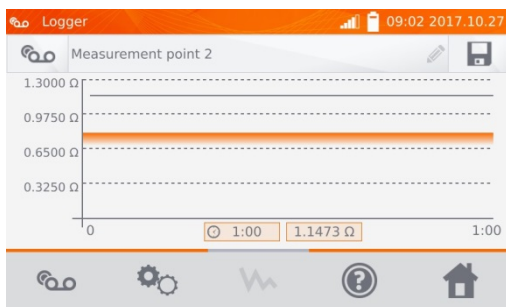 Logger 09:02 2017.10.27
Measurement point 2
1.3000 Ω
0.9750 Ω
0.6500 Ω
0.3250 Ω
0 1:00 1.1473 Ω 1:00
?